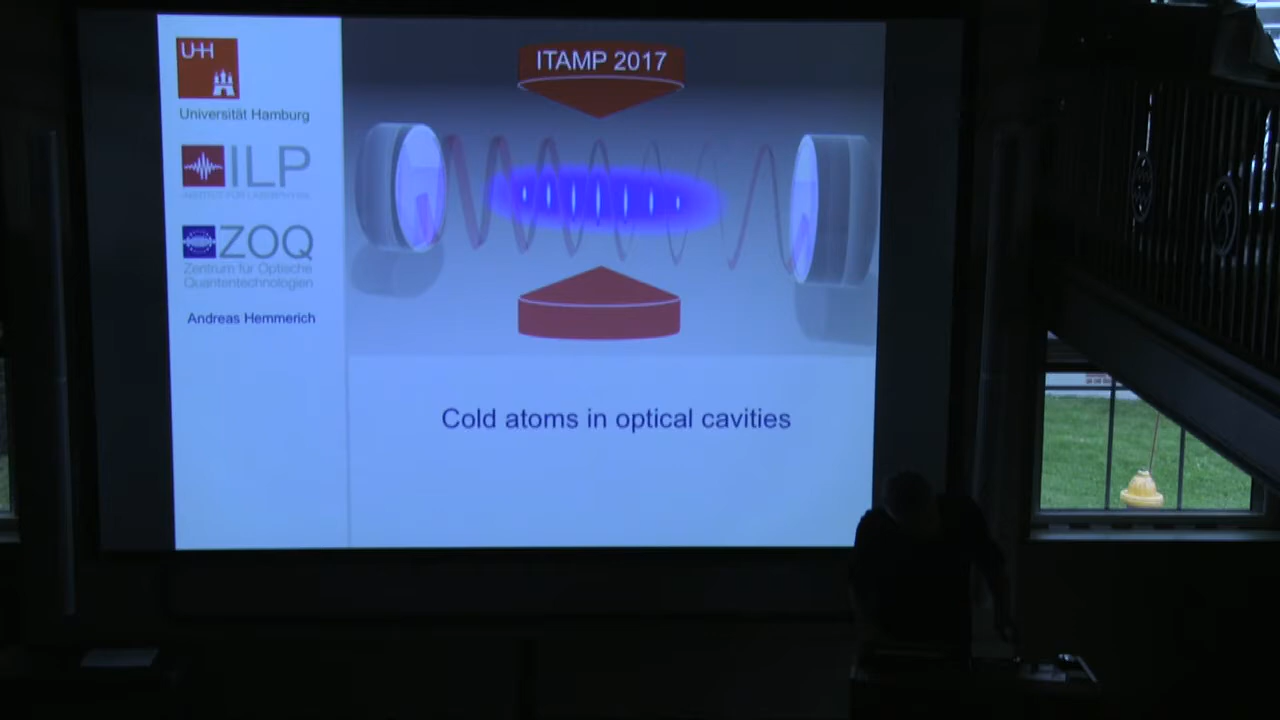 UHH
Universität Hamburg
ILP
ZOQ
Zentrum für Optische
Quantentechnologien
Andreas Hemmerich
ITAMP 2017
Cold atoms in optical cavities